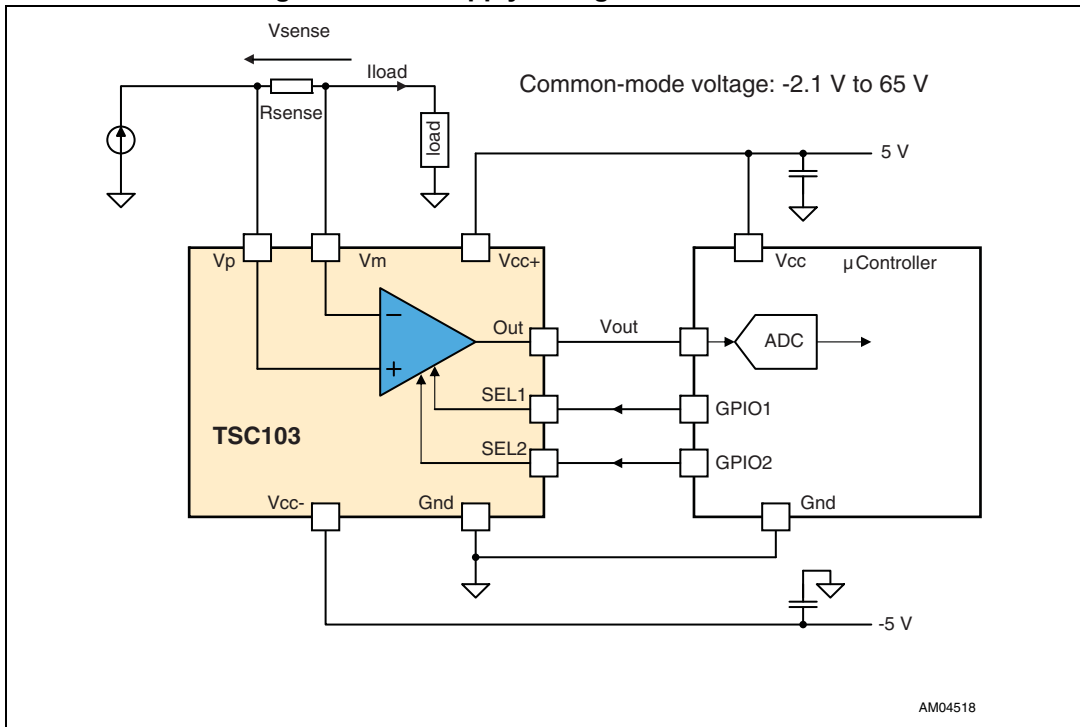 Vsense
Iload
Common-mode voltage: -2.1 V to 65 V
Rsense
load
5 V
Vp
Vm
Vcc+
Vcc
µController
Out
Vout
ADC
SEL1
GPIO1
TSC103
SEL2
GPIO2
Vcc-
Gnd
Gnd
-5 V
AM04518